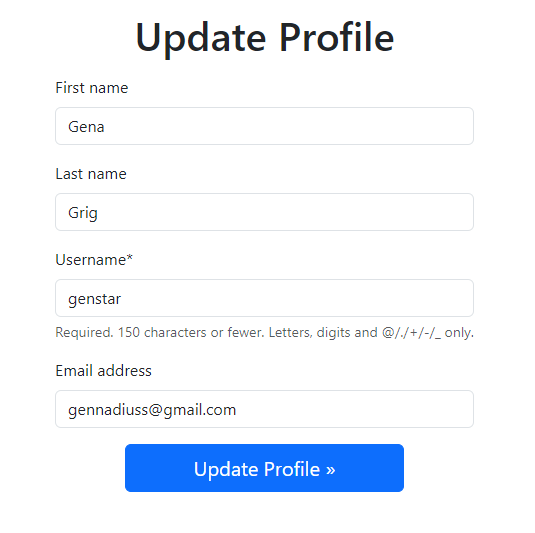 Update Profile
First name
Gena
Last name
Grig
Username*
genstar
Required. 150 characters or fewer. Letters, digits and @/./+/-/_ only.
Email address
gennadiuss@gmail.com
Update Profile »